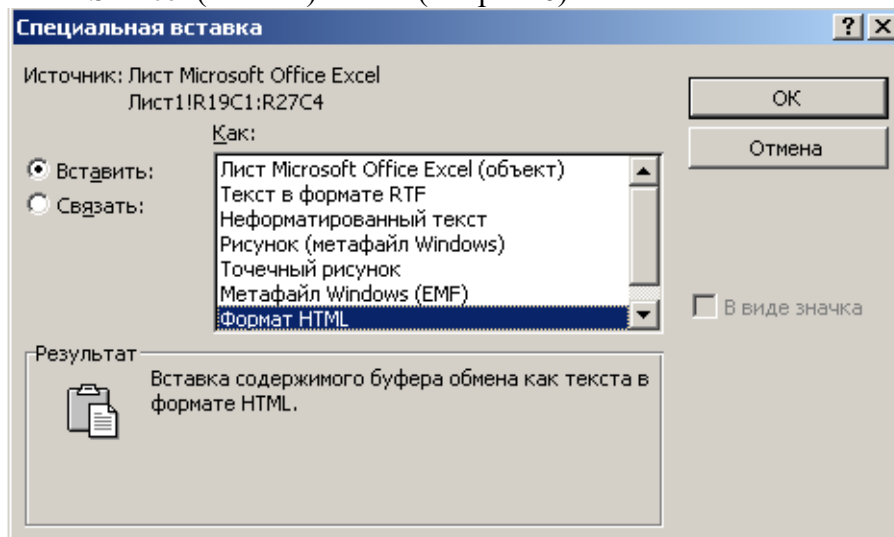 Специальная вставка
Источник: Лист Microsoft Office Excel
Лист1!R19C1:R27C4
Как:
Вставить:
Связать:
Лист Microsoft Office Excel (объект)
Текст в формате RTF
Неформатированный текст
Рисунок (метафайл Windows)
Точечный рисунок
Метафайл Windows (EMF)
Формат HTML
ОК
Отмена
В виде значка
Результат
Вставка содержимого буфера обмена как текста в
формате HTML.